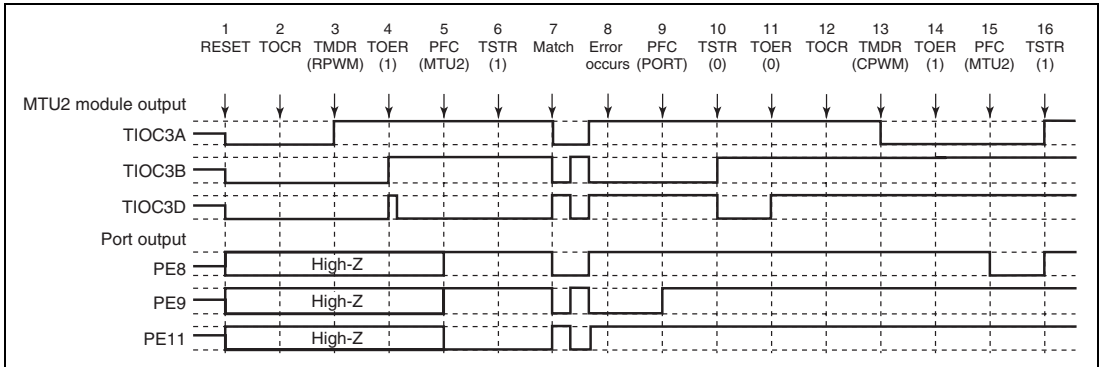 1 2 3 4 5 6 7 8 9 10 11 12 13 14 15 16
RESET TOCR TMDR TOER PFC TSTR Match Error PFC TSTR TOER TOCR TMDR TOER PFC TSTR
(RPWM) (1) (MTU2) (1) occurs (PORT) (0) (0) (CPWM) (1) (MTU2) (1)
MTU2 module output
TIOC3A
TIOC3B
TIOC3D
Port output
PE8 High-Z
PE9 High-Z
PE11 High-Z